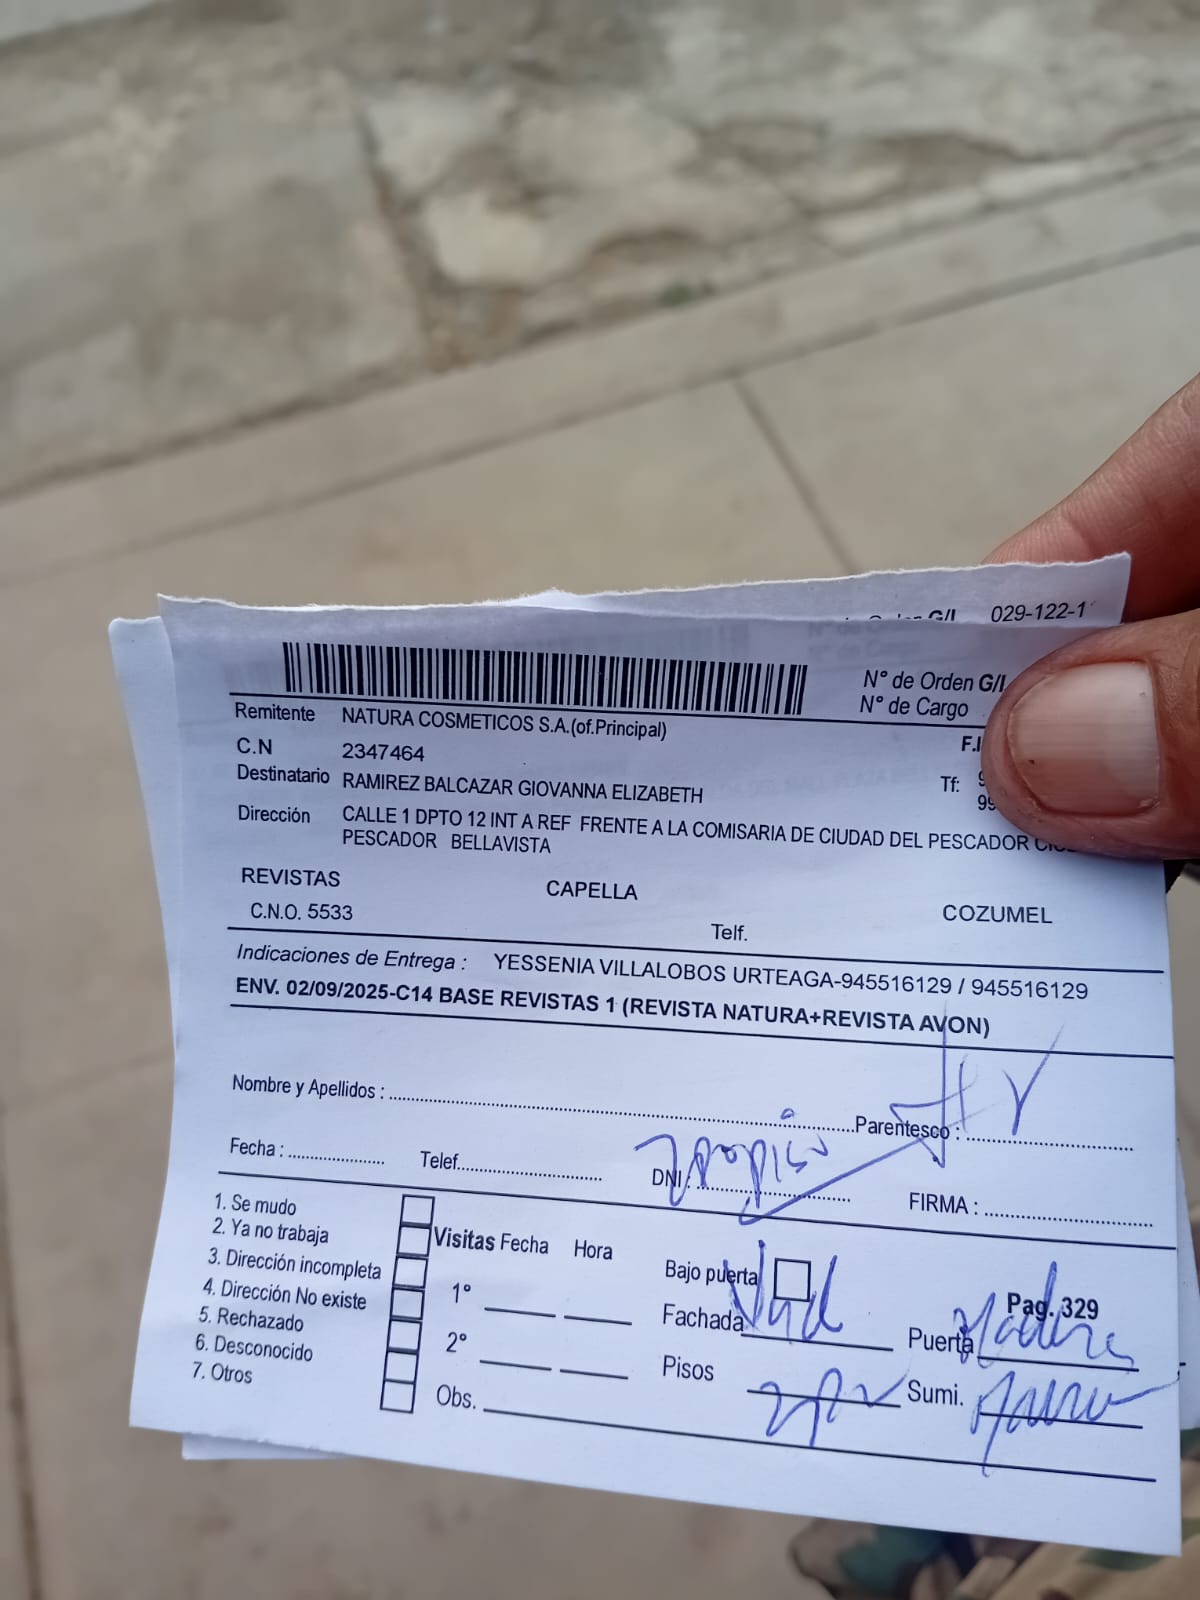 G/I 029-122-1
N° de Orden G/I
N° de Cargo
Remitente NATURA COSMETICOS S.A.(of.Principal)
F.I
C.N 2347464
Destinatario RAMIREZ BALCAZAR GIOVANNA ELIZABETH Tf:
Dirección CALLE 1 DPTO 12 INT A REF FRENTE A LA COMISARIA DE CIUDAD DEL PESCADOR
PESCADOR BELLAVISTA
REVISTAS CAPELLA COZUMEL
C.N.O. 5533 Telf.
Indicaciones de Entrega : YESSENIA VILLALOBOS URTEAGA-945516129 / 945516129
ENV. 02/09/2025-C14 BASE REVISTAS 1 (REVISTA NATURA+REVISTA AVON)
Nombre y Apellidos : Parentesco :
Fecha : Telef. DNI : FIRMA :
1. Se mudo
2. Ya no trabaja
3. Dirección incompleta
4. Dirección No existe
5. Rechazado
6. Desconocido
7. Otros
Visitas Fecha Hora
1°
2°
Obs.
Bajo puerta Pag. 329
Fachada Puerta
Pisos Sumi.